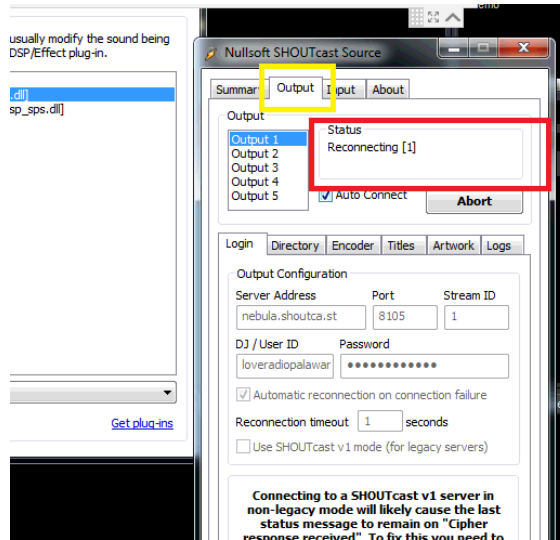 emo
usually modify the sound being
DSP/Effect plug-in.
.dll]
sp_sps.dll]
Get plug-ins
Nullsoft SHOUTcast Source
Summary Output Input About
Output
Output 1
Output 2
Output 3
Output 4
Output 5
Status
Reconnecting [1]
Auto Connect
Abort
Login Directory Encoder Titles Artwork Logs
Output Configuration
Server Address Port Stream ID
nebula.shoutca.st 8105 1
DJ / User ID Password
loveradiopalawar ••••••••••••
Automatic reconnection on connection failure
Reconnection timeout 1 seconds
Use SHOUTcast v1 mode (for legacy servers)
Connecting to a SHOUTcast v1 server in
non-legacy mode will likely cause the last
status message to remain on "Cipher
response received". To fix this you need to